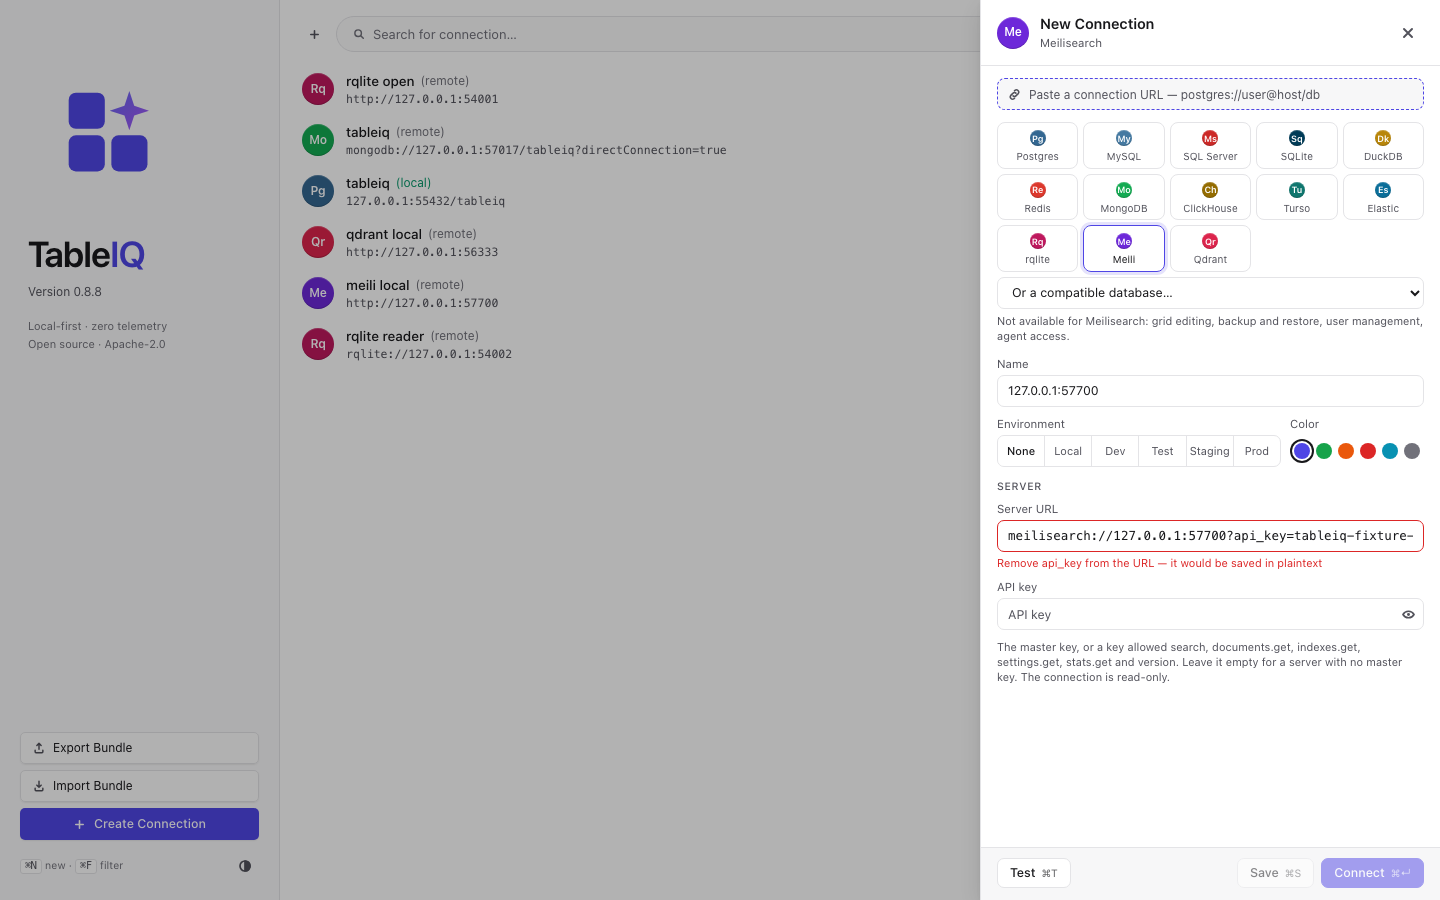 TableIQ
Version 0.8.8
Local-first · zero telemetry
Open source · Apache-2.0
Export Bundle
Import Bundle
+ Create Connection
⌘N new · ⌘F filter
+
Search for connection...
Rq
rqlite open (remote)
http://127.0.0.1:54001
Mo
tableiq (remote)
mongodb://127.0.0.1:57017/tableiq?directConnection=true
Pg
tableiq (local)
127.0.0.1:55432/tableiq
Qr
qdrant local (remote)
http://127.0.0.1:56333
Me
meili local (remote)
http://127.0.0.1:57700
Rq
rqlite reader (remote)
rqlite://127.0.0.1:54002
Me
New Connection
Meilisearch
Paste a connection URL — postgres://user@host/db
Pg My Ms Sq Dk
Postgres MySQL SQL Server SQLite DuckDB
Re Mo Ch Tu Es
Redis MongoDB ClickHouse Turso Elastic
Rq Me Qr
rqlite Meili Qdrant
Or a compatible database...
Not available for Meilisearch: grid editing, backup and restore, user management,
agent access.
Name
127.0.0.1:57700
Environment Color
None Local Dev Test Staging Prod
SERVER
Server URL
meilisearch://127.0.0.1:57700?api_key=tableiq-fixture-
Remove api_key from the URL — it would be saved in plaintext
API key
API key
The master key, or a key allowed search, documents.get, indexes.get,
settings.get, stats.get and version. Leave it empty for a server with no master
key. The connection is read-only.
Test ⌘T Save ⌘S Connect ⌘↩